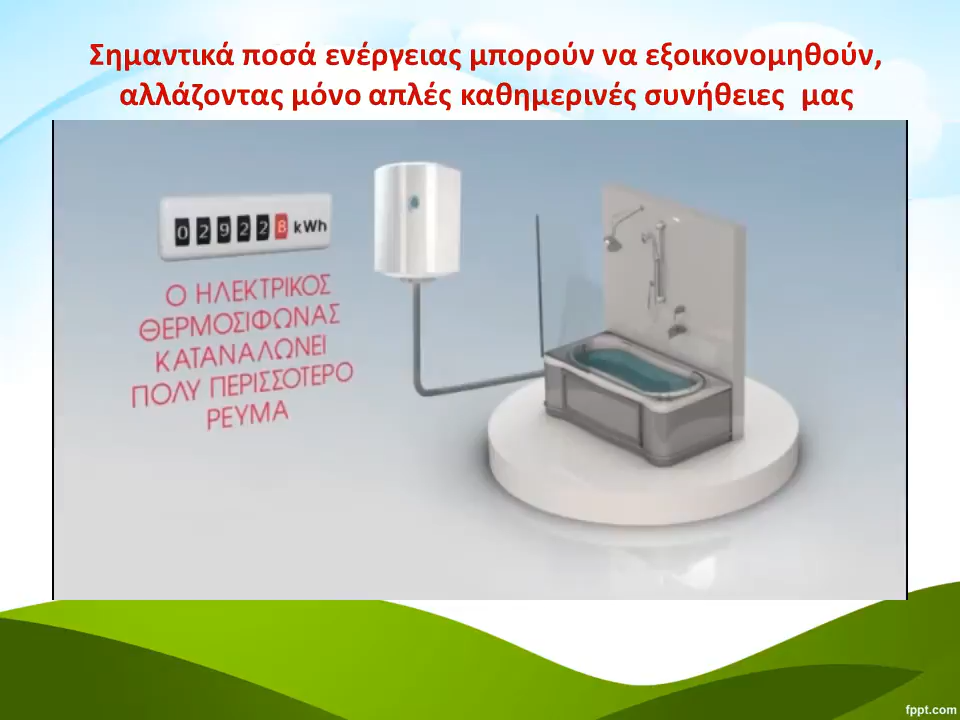 Σημαντικά ποσά ενέργειας μπορούν να εξοικονομηθούν,
αλλάζοντας μόνο απλές καθημερινές συνήθειες μας
029228 kWh
Ο ΗΛΕΚΤΡΙΚΟΣ
ΘΕΡΜΟΣΙΦΩΝΑΣ
ΚΑΤΑΝΑΛΩΝΕΙ
ΠΟΛΥ ΠΕΡΙΣΣΟΤΕΡΟ
ΡΕΥΜΑ
fppt.com